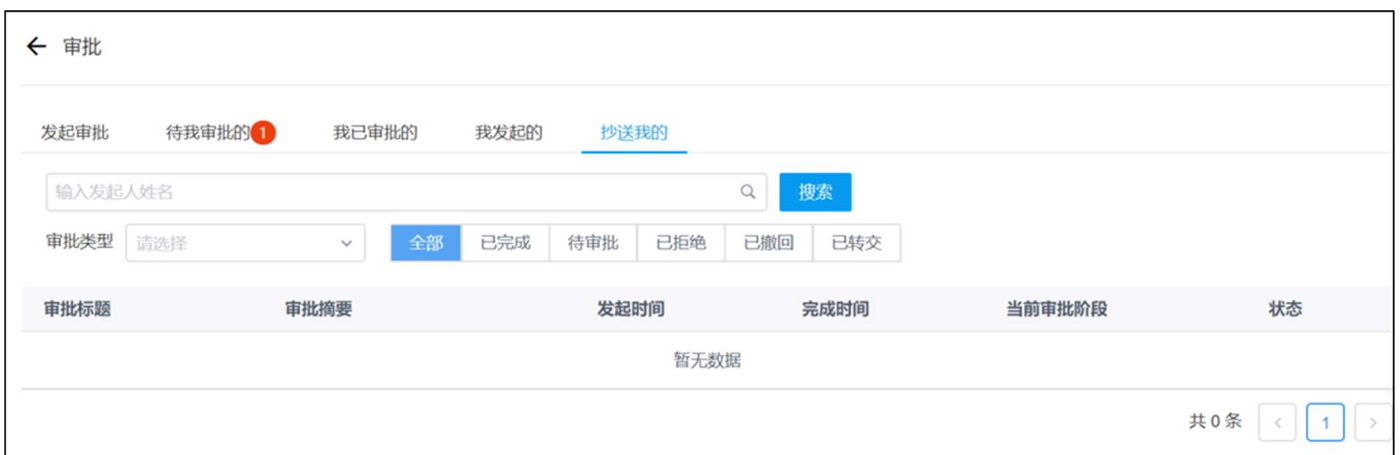 审批
发起审批 待我审批的 1 我已审批的 我发起的 抄送我的
输入发起人姓名 搜索
审批类型 请选择 全部 已完成 待审批 已拒绝 已撤回 已转交
审批标题 审批摘要 发起时间 完成时间 当前审批阶段 状态
暂无数据
共 0 条 < 1 >